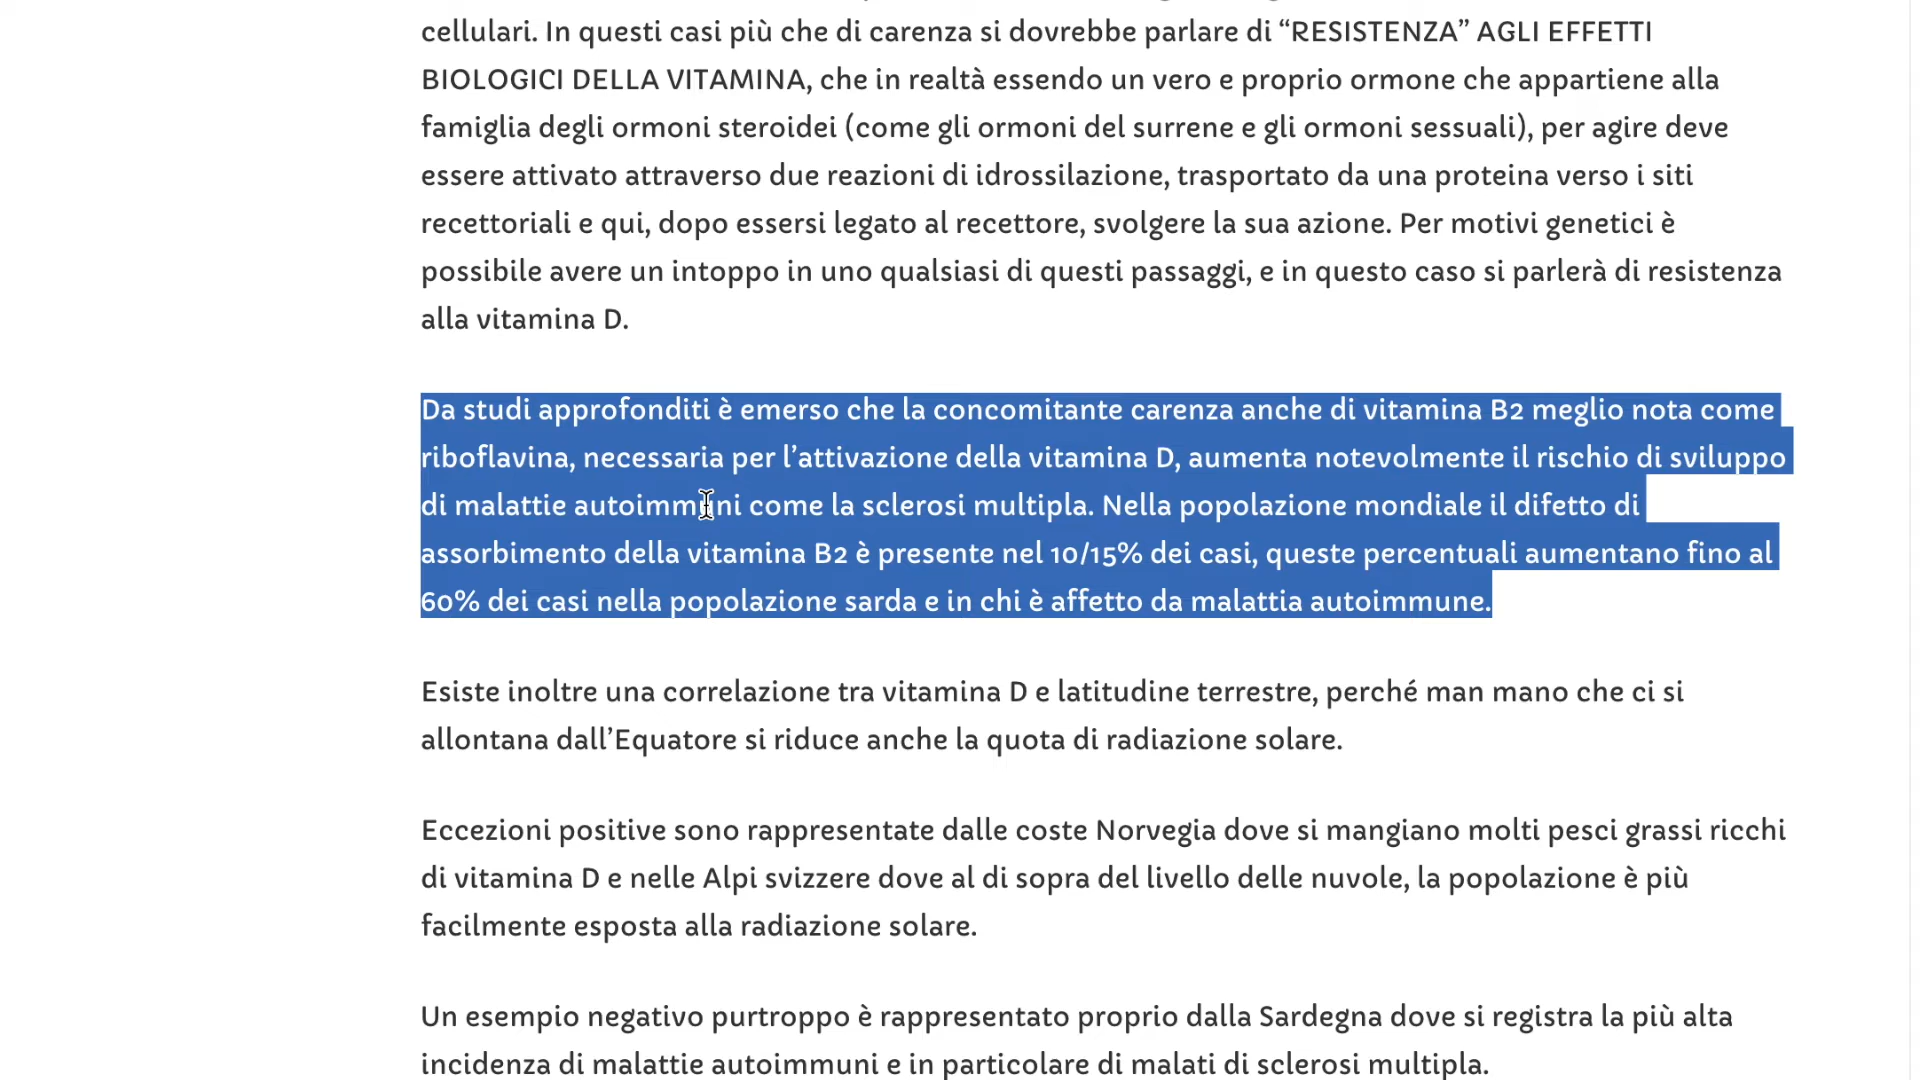 cellulari. In questi casi più che di carenza si dovrebbe parlare di “RESISTENZA” AGLI EFFETTI
BIOLOGICI DELLA VITAMINA, che in realtà essendo un vero e proprio ormone che appartiene alla
famiglia degli ormoni steroidei (come gli ormoni del surrene e gli ormoni sessuali), per agire deve
essere attivato attraverso due reazioni di idrossilazione, trasportato da una proteina verso i siti
recettoriali e qui, dopo essersi legato al recettore, svolgere la sua azione. Per motivi genetici è
possibile avere un intoppo in uno qualsiasi di questi passaggi, e in questo caso si parlerà di resistenza
alla vitamina D.
Da studi approfonditi è emerso che la concomitante carenza anche di vitamina B2 meglio nota come
riboflavina, necessaria per l’attivazione della vitamina D, aumenta notevolmente il rischio di sviluppo
di malattie autoimmuni come la sclerosi multipla. Nella popolazione mondiale il difetto di
assorbimento della vitamina B2 è presente nel 10/15% dei casi, queste percentuali aumentano fino al
60% dei casi nella popolazione sarda e in chi è affetto da malattia autoimmune.
Esiste inoltre una correlazione tra vitamina D e latitudine terrestre, perché man mano che ci si
allontana dall’Equatore si riduce anche la quota di radiazione solare.
Eccezioni positive sono rappresentate dalle coste Norvegia dove si mangiano molti pesci grassi ricchi
di vitamina D e nelle Alpi svizzere dove al di sopra del livello delle nuvole, la popolazione è più
facilmente esposta alla radiazione solare.
Un esempio negativo purtroppo è rappresentato proprio dalla Sardegna dove si registra la più alta
incidenza di malattie autoimmuni e in particolare di malati di sclerosi multipla.